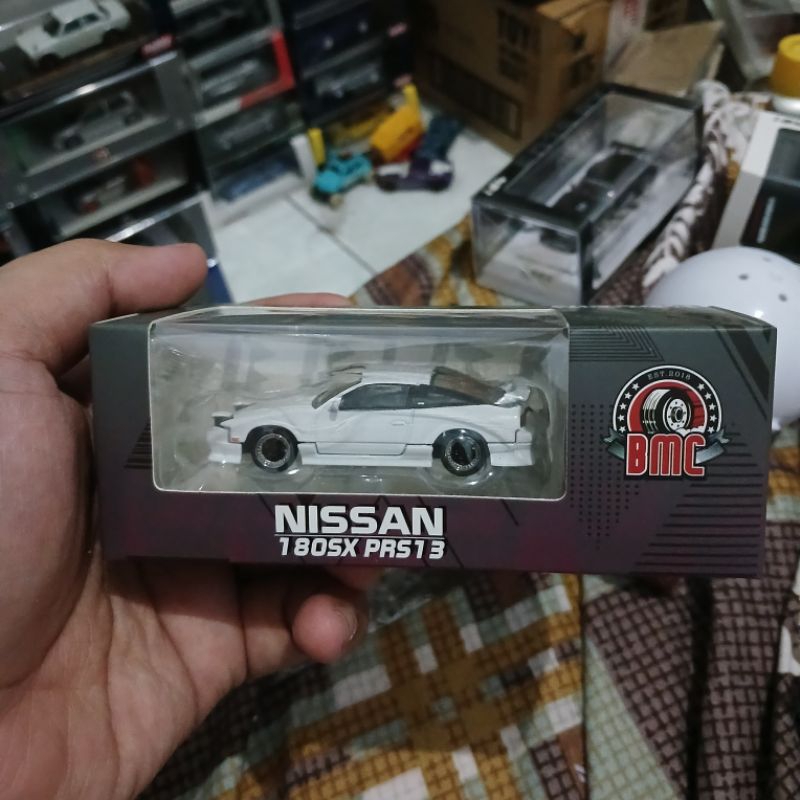 EST.2018
BMC
NISSAN
180SX PRS13